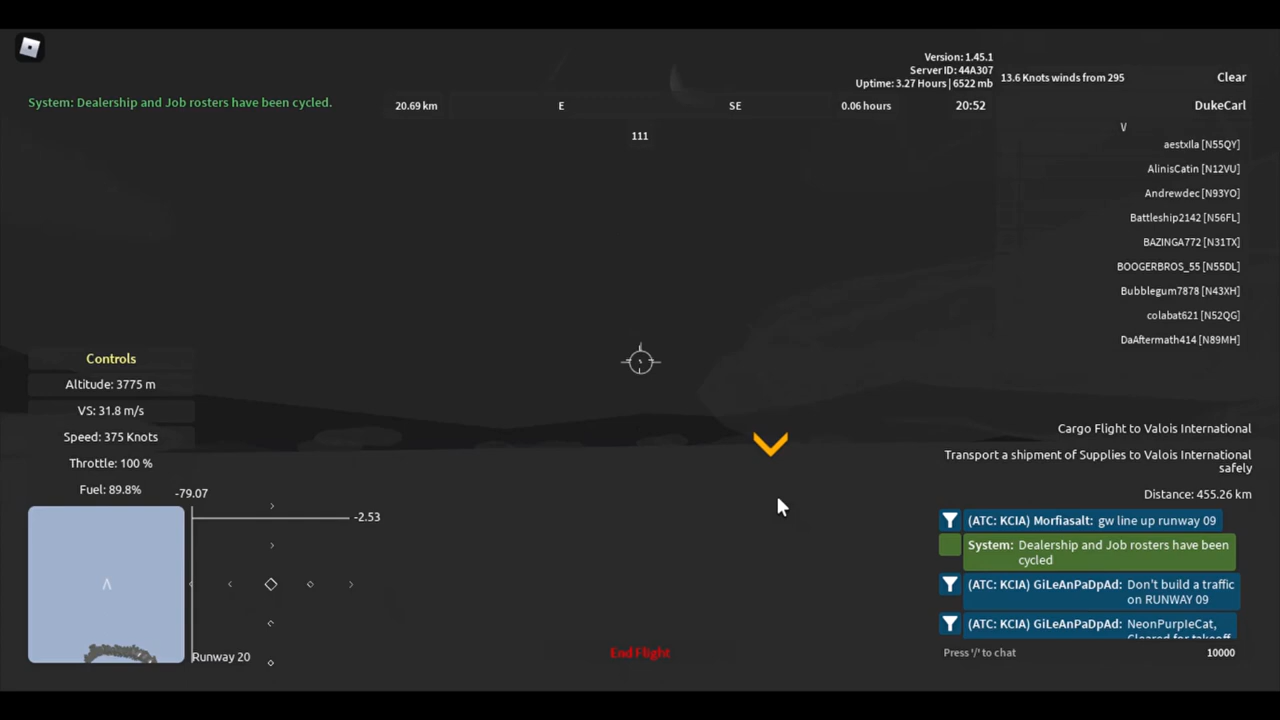 Version: 1.45.1
Server ID: 44A307
Uptime: 3.27 Hours | 6522 mb
13.6 Knots winds from 295
Clear
System: Dealership and Job rosters have been cycled.
20.69 km
E
SE
0.06 hours
20:52
DukeCarl
111
V
aestxIla [N55QY]
AlinisCatin [N12VU]
Andrewdec [N93YO]
Battleship2142 [N56FL]
BAZINGA772 [N31TX]
BOOGERBROS_55 [N55DL]
Bubblegum7878 [N43XH]
colabat621 [N52QG]
DaAftermath414 [N89MH]
Controls
Altitude: 3775 m
VS: 31.8 m/s
Speed: 375 Knots
Throttle: 100 %
Fuel: 89.8%
-79.07
-2.53
Runway 20
Cargo Flight to Valois International
Transport a shipment of Supplies to Valois International
safely
Distance: 455.26 km
(ATC: KCIA) Morfiasalt: gw line up runway 09
System: Dealership and Job rosters have been
cycled
(ATC: KCIA) GiLeAnPaDpAd: Don't build a traffic
on RUNWAY 09
(ATC: KCIA) GiLeAnPaDpAd: NeonPurpleCat,
Cleared for takeoff
End Flight
Press '/' to chat
10000